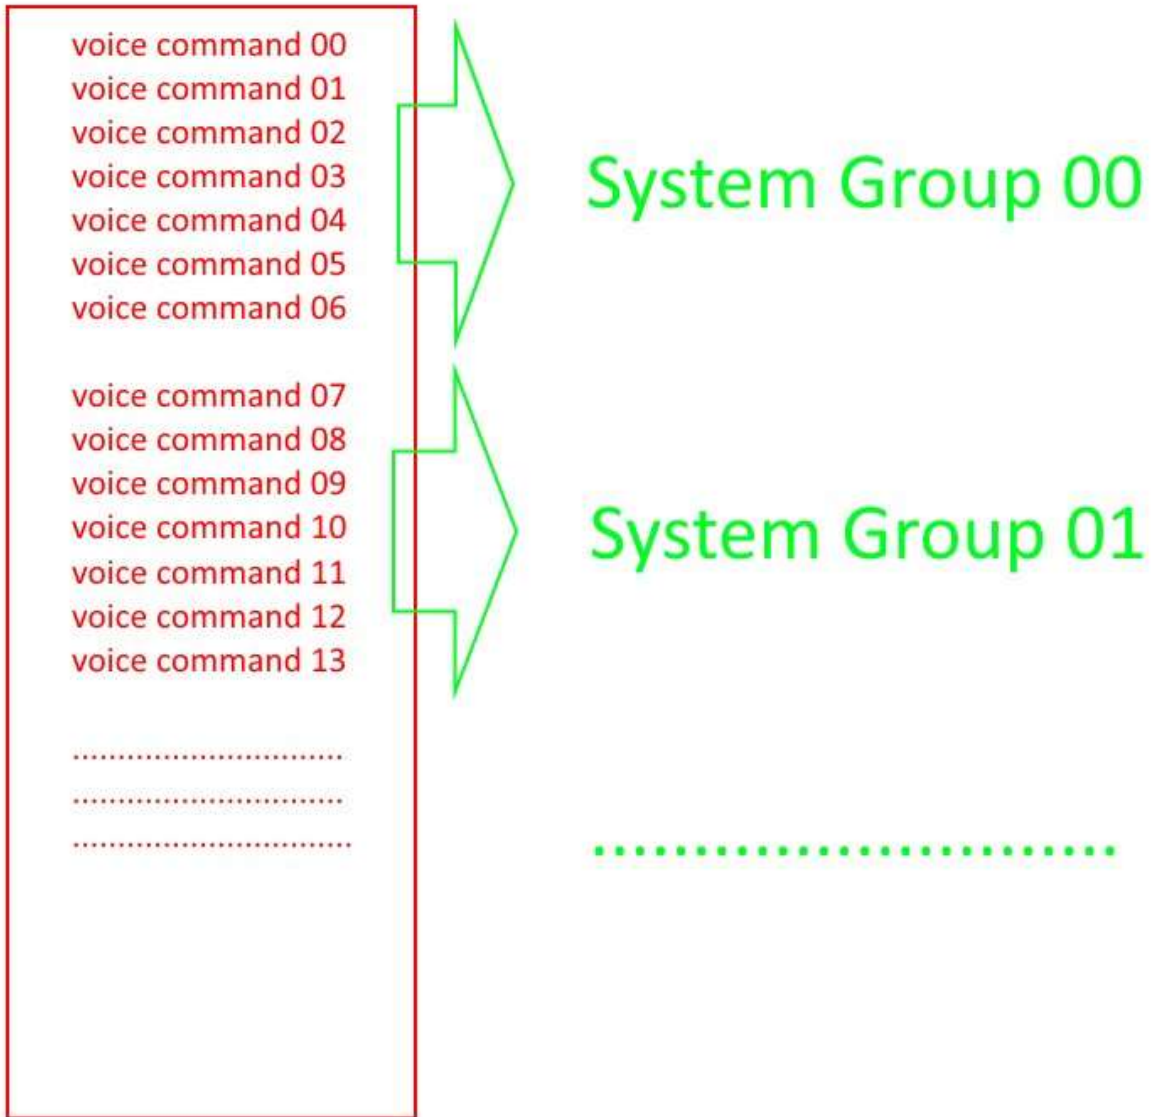 voice command 00
voice command 01
voice command 02
voice command 03
voice command 04
voice command 05
voice command 06
System Group 00
voice command 07
voice command 08
voice command 09
voice command 10
voice command 11
voice command 12
voice command 13
System Group 01
..............................
..............................
...............................
..........................